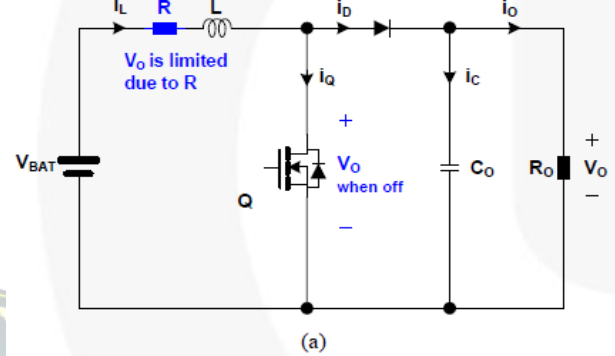 iL R L iD iO
VO is limited
due to R
iQ
iC
+
VBAT
Q
VO
when off
−
CO
RO
+
VO
−
(a)